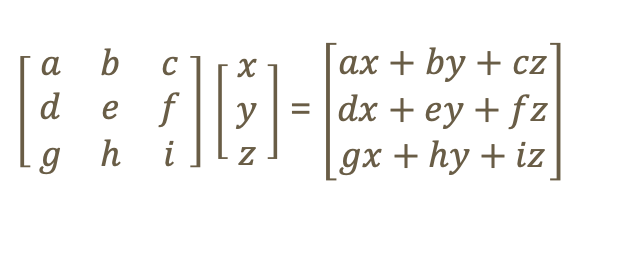 [a b c] [x] = [ax + by + cz]
[d e f] [y] [dx + ey + fz]
[g h i] [z] [gx + hy + iz]